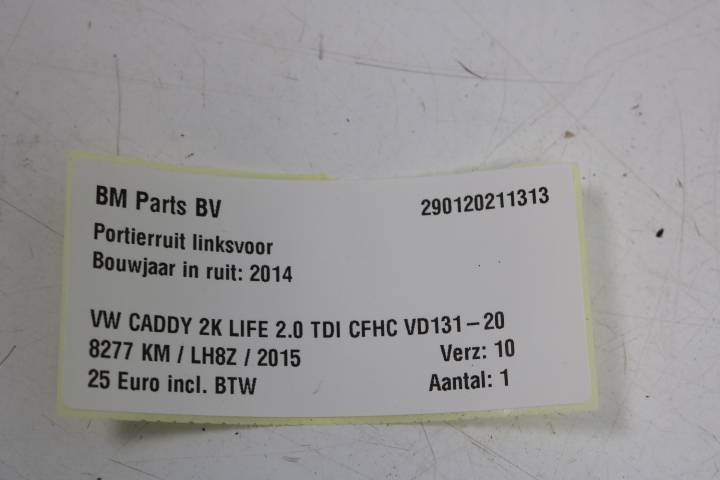 BM Parts BV 290120211313
Portierruit linksvoor
Bouwjaar in ruit: 2014
VW CADDY 2K LIFE 2.0 TDI CFHC VD131-20
8277 KM / LH8Z / 2015 Verz: 10
25 Euro incl. BTW Aantal: 1